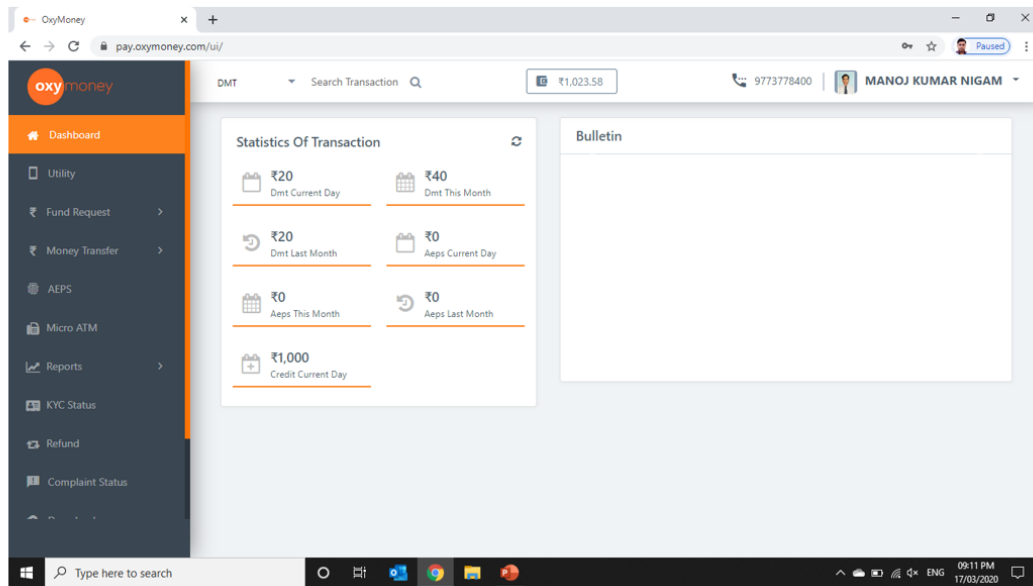 OxyMoney
pay.oxymoney.com/ui/
Paused
oxymoney
DMT
Search Transaction
₹1,023.58
9773778400
MANOJ KUMAR NIGAM
Dashboard
Utility
₹ Fund Request
₹ Money Transfer
AEPS
Micro ATM
Reports
KYC Status
Refund
Complaint Status
Statistics Of Transaction
₹20
Dmt Current Day
₹40
Dmt This Month
₹20
Dmt Last Month
₹0
Aeps Current Day
₹0
Aeps This Month
₹0
Aeps Last Month
₹1,000
Credit Current Day
Bulletin
Type here to search
ENG
09:11 PM
17/03/2020